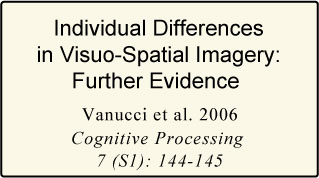 Individual Differences
in Visuo-Spatial Imagery:
Further Evidence
Vanucci et al. 2006
Cognitive Processing
7 (S1): 144-145